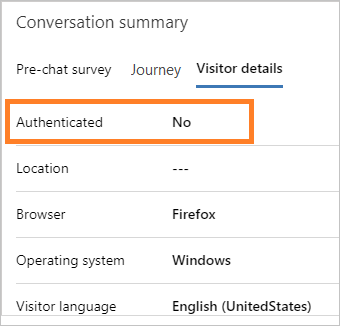 Conversation summary
Pre-chat survey Journey Visitor details
Authenticated No
Location ---
Browser Firefox
Operating system Windows
Visitor language English (UnitedStates)